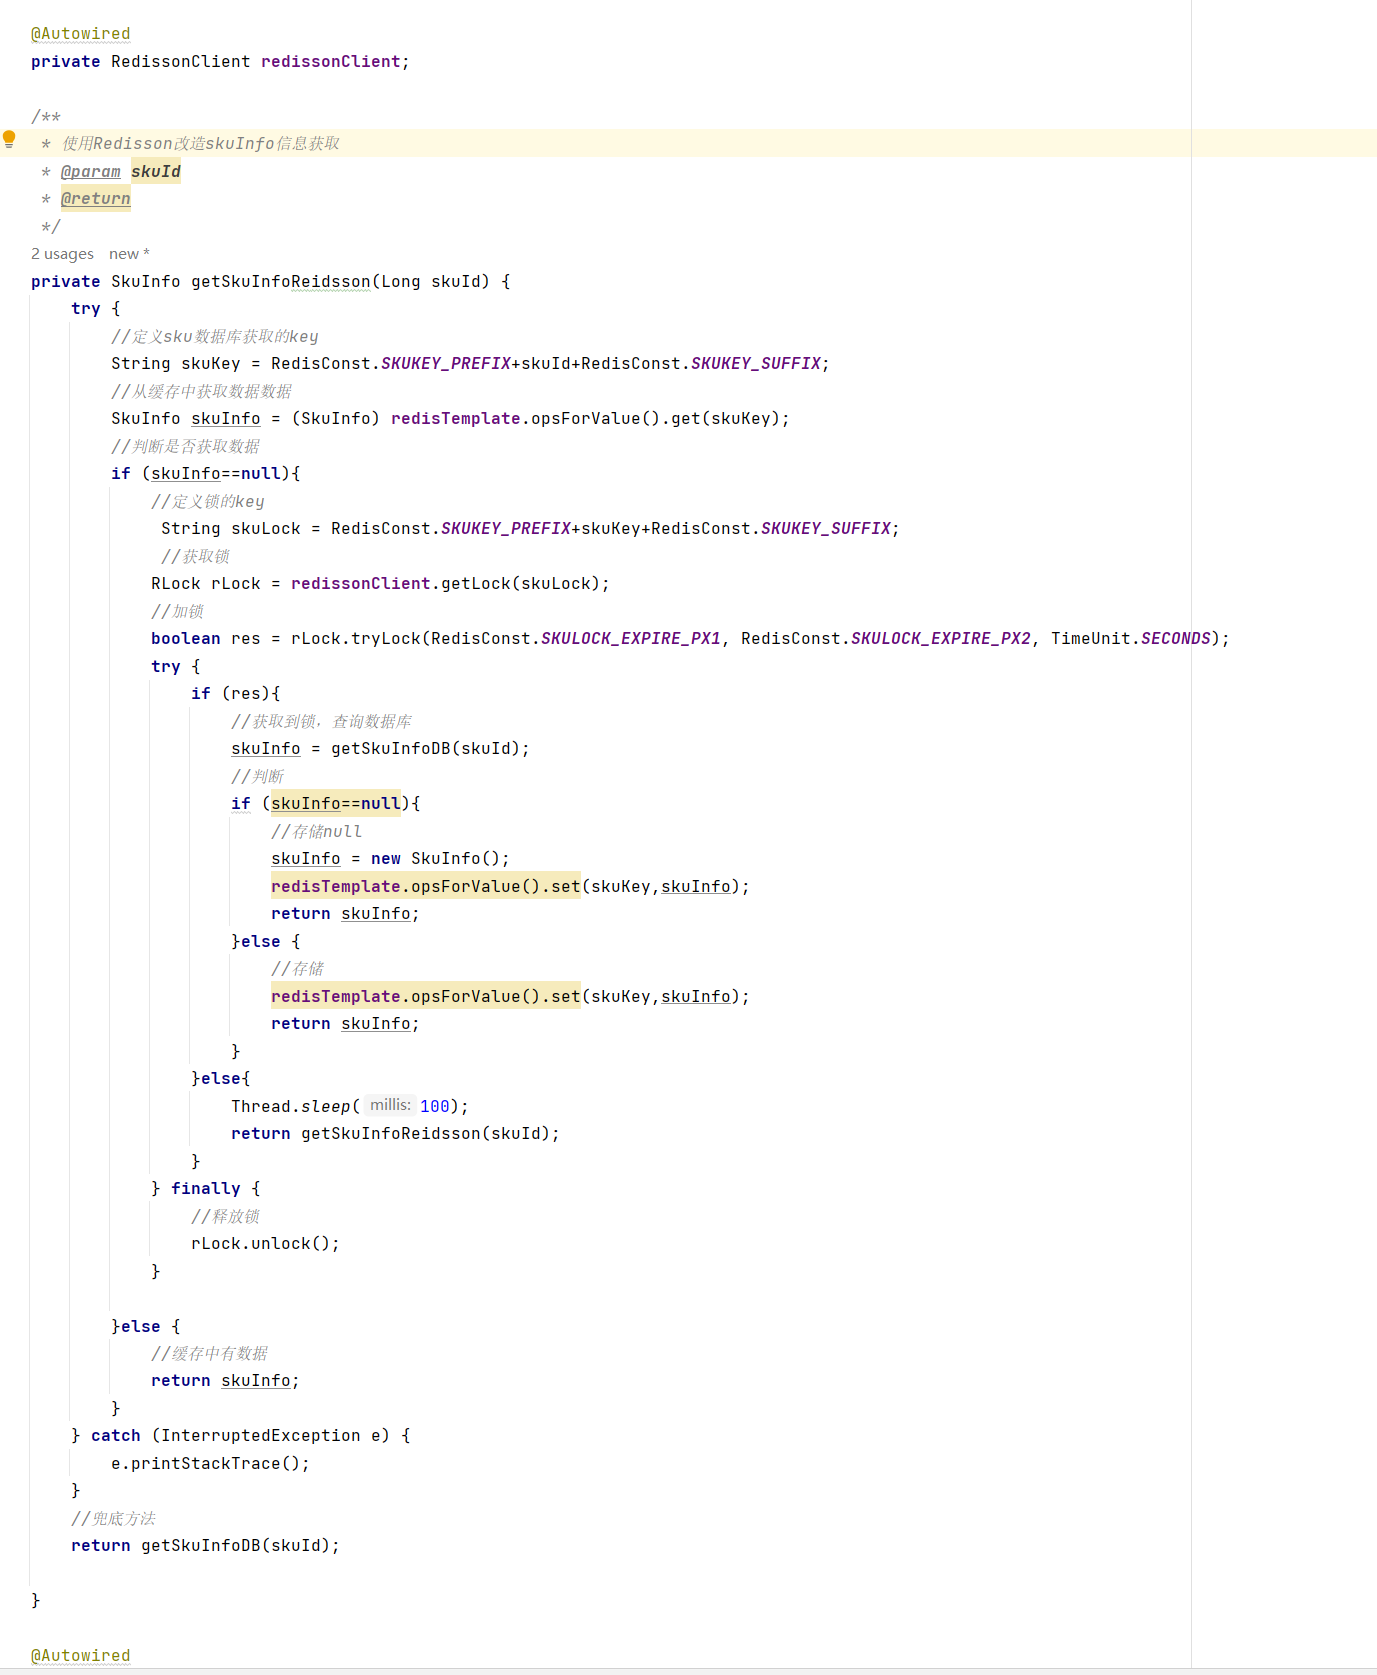 @Autowired
private RedissonClient redissonClient;
/**
* 使用Redisson改造skuInfo信息获取
* @param skuId
* @return
*/
2 usages new *
private SkuInfo getSkuInfoReidsson(Long skuId) {
try {
//定义sku数据库获取的key
String skuKey = RedisConst.SKUKEY_PREFIX+skuId+RedisConst.SKUKEY_SUFFIX;
//从缓存中获取数据数据
SkuInfo skuInfo = (SkuInfo) redisTemplate.opsForValue().get(skuKey);
//判断是否获取数据
if (skuInfo==null){
//定义锁的key
String skuLock = RedisConst.SKUKEY_PREFIX+skuKey+RedisConst.SKUKEY_SUFFIX;
//获取锁
RLock rLock = redissonClient.getLock(skuLock);
//加锁
boolean res = rLock.tryLock(RedisConst.SKULOCK_EXPIRE_PX1, RedisConst.SKULOCK_EXPIRE_PX2, TimeUnit.SECONDS);
try {
if (res){
//获取到锁，查询数据库
skuInfo = getSkuInfoDB(skuId);
//判断
if (skuInfo==null){
//存储null
skuInfo = new SkuInfo();
redisTemplate.opsForValue().set(skuKey,skuInfo);
return skuInfo;
}else {
//存储
redisTemplate.opsForValue().set(skuKey,skuInfo);
return skuInfo;
}
}else{
Thread.sleep( millis: 100);
return getSkuInfoReidsson(skuId);
}
} finally {
//释放锁
rLock.unlock();
}
}else {
//缓存中有数据
return skuInfo;
}
} catch (InterruptedException e) {
e.printStackTrace();
}
//兜底方法
return getSkuInfoDB(skuId);
}
@Autowired